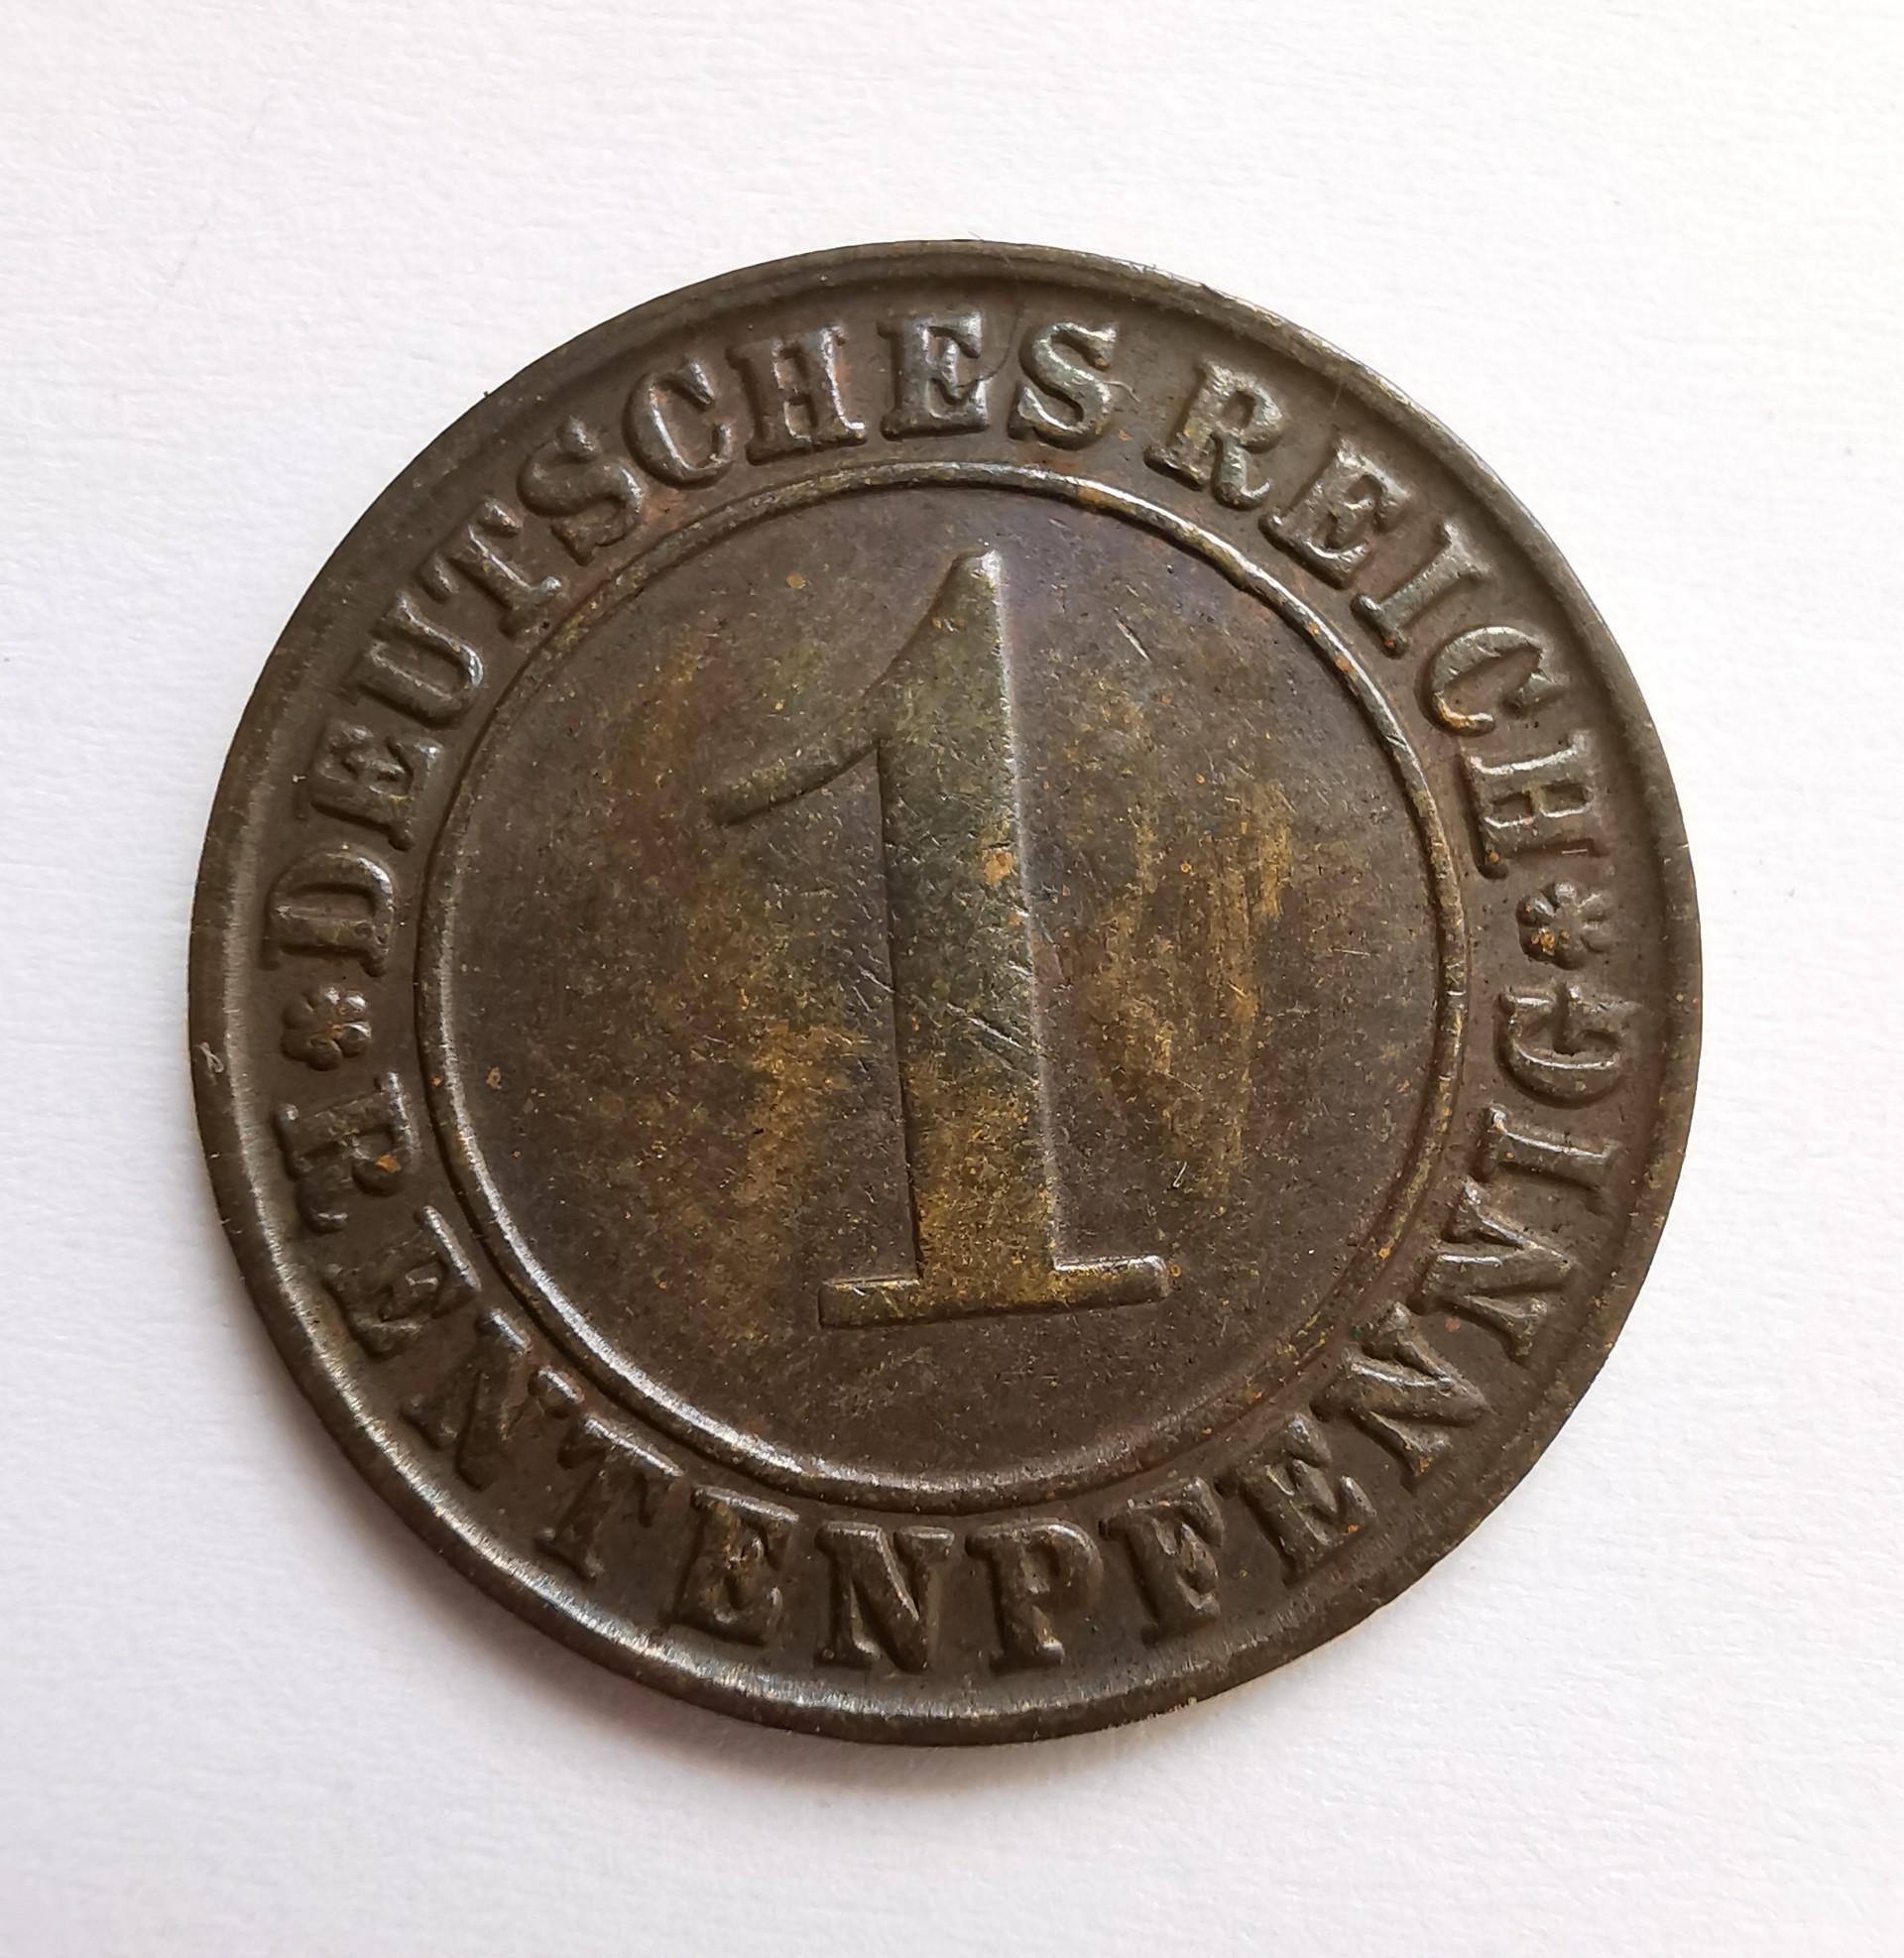 DEUTSCHES REICH
1
RENTENPFENNIG